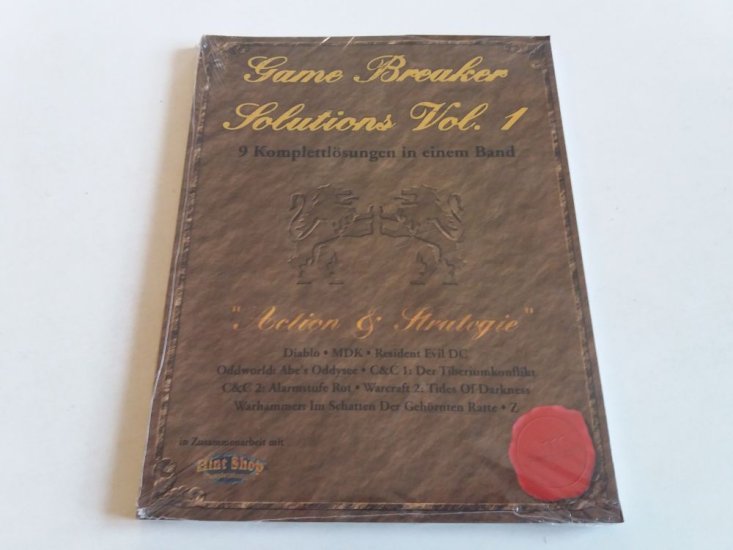 Game Breaker
Solutions Vol. 1
9 Komplettlösungen in einem Band
"Action & Strategie"
Diablo • MDK • Resident Evil DC
Oddworld: Abe's Oddysee • C&C 1: Der Tiberiumkonflikt
C&C 2: Alarmstufe Rot • Warcraft 2: Tides Of Darkness
Warhammer: Im Schatten Der Gehörnten Ratte • Z
in Zusammenarbeit mit
Hint Shop